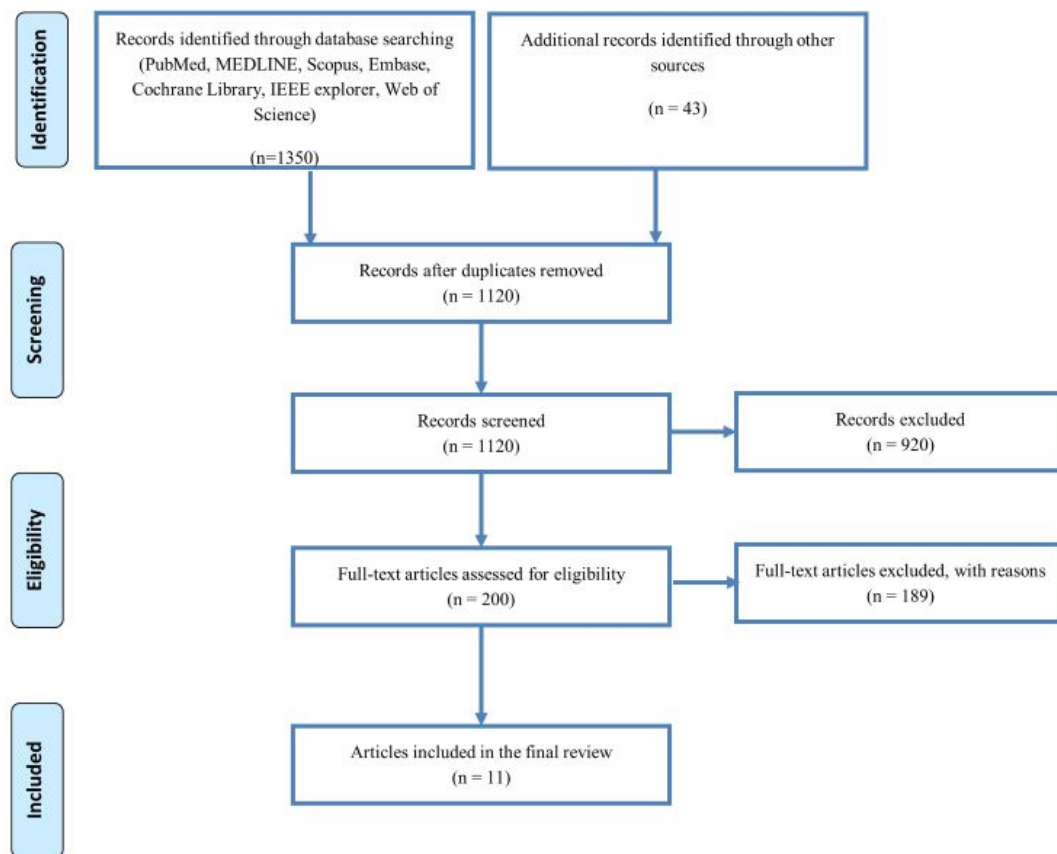 Identification
Records identified through database searching
(PubMed, MEDLINE, Scopus, Embase,
Cochrane Library, IEEE explorer, Web of
Science)
(n=1350)
Additional records identified through other
sources
(n = 43)
Screening
Records after duplicates removed
(n = 1120)
Records screened
(n = 1120)
Records excluded
(n = 920)
Eligibility
Full-text articles assessed for eligibility
(n = 200)
Full-text articles excluded, with reasons
(n = 189)
Included
Articles included in the final review
(n = 11)